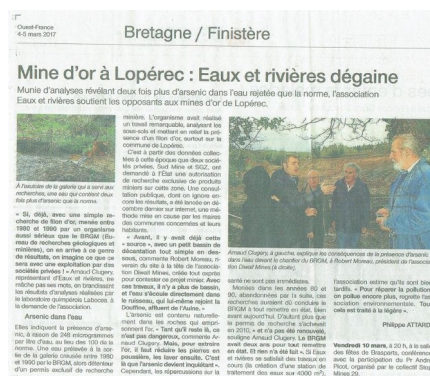 Ouest-France
4-5 mars 2017
Bretagne / Finistère
Mine d'or à Lopérec : Eaux et rivières dégaine
Munie d'analyses révélant deux fois plus d'arsenic dans l'eau rejetée que la norme, l'association
Eaux et rivières soutient les opposants aux mines d'or de Lopérec.
À l'exutoire de la galerie qui a servi aux
recherches, une eau qui contient deux
fois plus d'arsenic que la norme.
« Si, déjà, avec une simple re-
cherche de filon d'or, menée entre
1980 et 1990 par un organisme
aussi sérieux que le BRGM (Bu-
reau de recherches géologiques et
minières), on en arrive à ce genre
de résultats, on imagine ce que ce
sera avec une exploitation par des
sociétés privées ! » Arnaud Clugery,
représentant d'Eaux et rivières, ne
mâche pas ses mots, en brandissant
les résultats d'analyses réalisées par
le laboratoire quimpérois Labocea, à
la demande de l'association.
Arsenic dans l'eau
Elles indiquent la présence d'arse-
nic, à raison de 248 microgrammes
par litre d'eau, au lieu des 100 de la
norme. Une eau prélevée à la sor-
tie de la galerie creusée entre 1980
et 1990 par le BRGM, alors détenteur
d'un permis exclusif de recherche
minière. L'organisme avait réalisé
un travail remarquable, analysant les
sous-sols et mettant en relief la pré-
sence d'un filon d'or, surtout sur la
commune de Lopérec.
C'est à partir des données collec-
tées à cette époque que deux socié-
tés privées, Sud Mine et SGZ, ont
demandé à l'État une autorisation
de recherche exclusive de produits
miniers sur cette zone. Une consul-
tation publique, dont on ignore en-
core les résultats, a été lancée en dé-
cembre dernier sur internet, une mé-
thode mise en cause par les maires
des communes concernées et leurs
habitants.
« Avant, il y avait déjà cette
« source », avec un petit bassin de
décantation tout simple en des-
sous, commente Robert Moreau, ri-
verain du site à la tête de l'association
Diwall Mines, créée tout exprès
pour contester ce projet minier. Avec
ces travaux, il n'y a plus de bassin,
et l'eau s'écoule directement dans
le ruisseau, qui lui-même rejoint la
Douffine, affluent de l'Aulne. »
L'arsenic est contenu naturelle-
ment dans les roches qui empri-
sonnent l'or. « Tant qu'il reste là, ce
n'est pas dangereux, commente Ar-
naud Clugery. Mais, pour extraire
l'or, il faut réduire les pierres en
poussière, les laver ensuite. C'est
là que l'arsenic devient inquiétant ».
Cependant, les répercussions sur la
Arnaud Clugery, à gauche, explique les conséquences de la présence d'arsenic
dans l'eau devant le chantier du BRGM, à Robert Moreau, président de l'associa-
tion Diwall Mines (à droite).
santé ne sont pas immédiates.
Menées dans les années 80 et
90, abandonnées par la suite, ces
recherches auraient dû conduire le
BRGM à tout remettre en état, bien
avant aujourd'hui. D'autant plus que
le permis de recherche s'achevait
en 2010, « et n'a pas été renouvelé,
souligne Arnaud Clugery. Le BRGM
avait deux ans pour tout remettre
en état. Et rien n'a été fait ». Si Eaux
et rivières se satisfait des travaux en
cours (la création d'une station de
traitement des eaux sur 4000 m²),
l'association estime qu'ils sont bien
tardifs. « Pour réparer la pollution,
on pollue encore plus, regrette l'as-
sociation, sur le même site. Tout
cela est traité à la légère ».
Philippe ATTARD
Vendredi 10 mars, à 20 h, à la salle
des fêtes de Brasparts, conférence
avec la participation du Pr André
Picot, organisé par le collectif Stop
Mines 29.